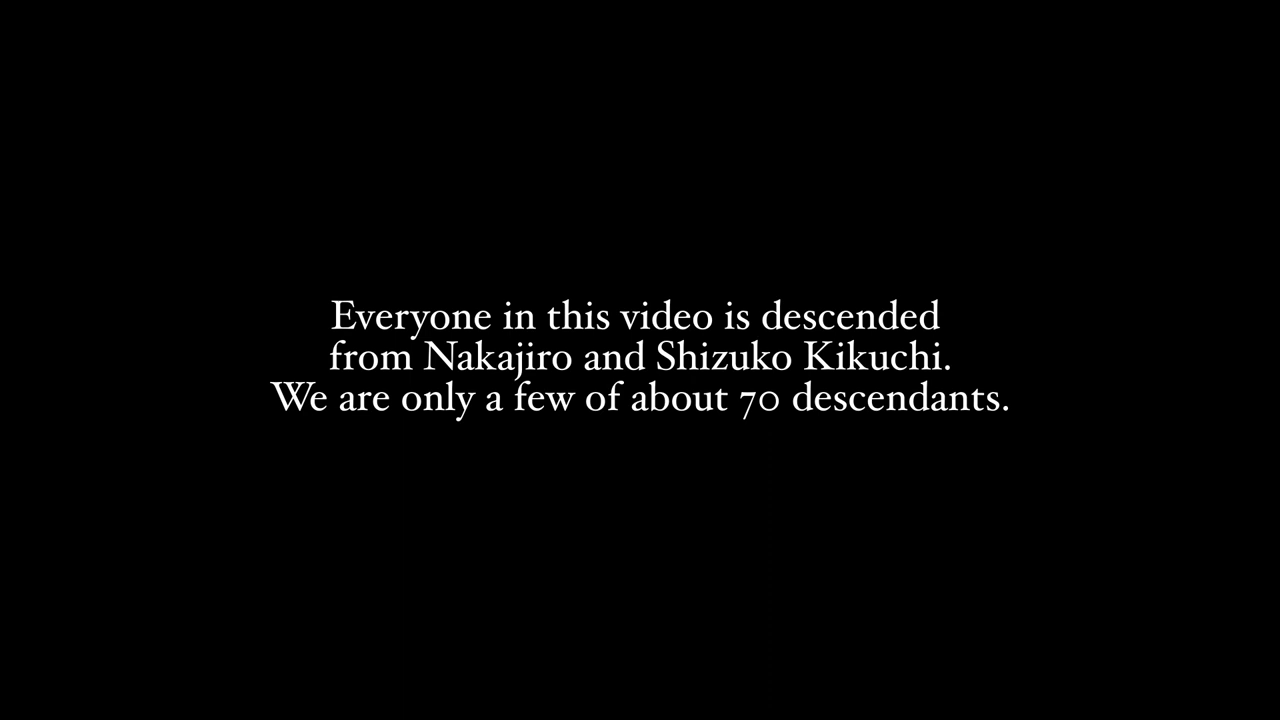 Everyone in this video is descended
from Nakajiro and Shizuko Kikuchi.
We are only a few of about 70 descendants.